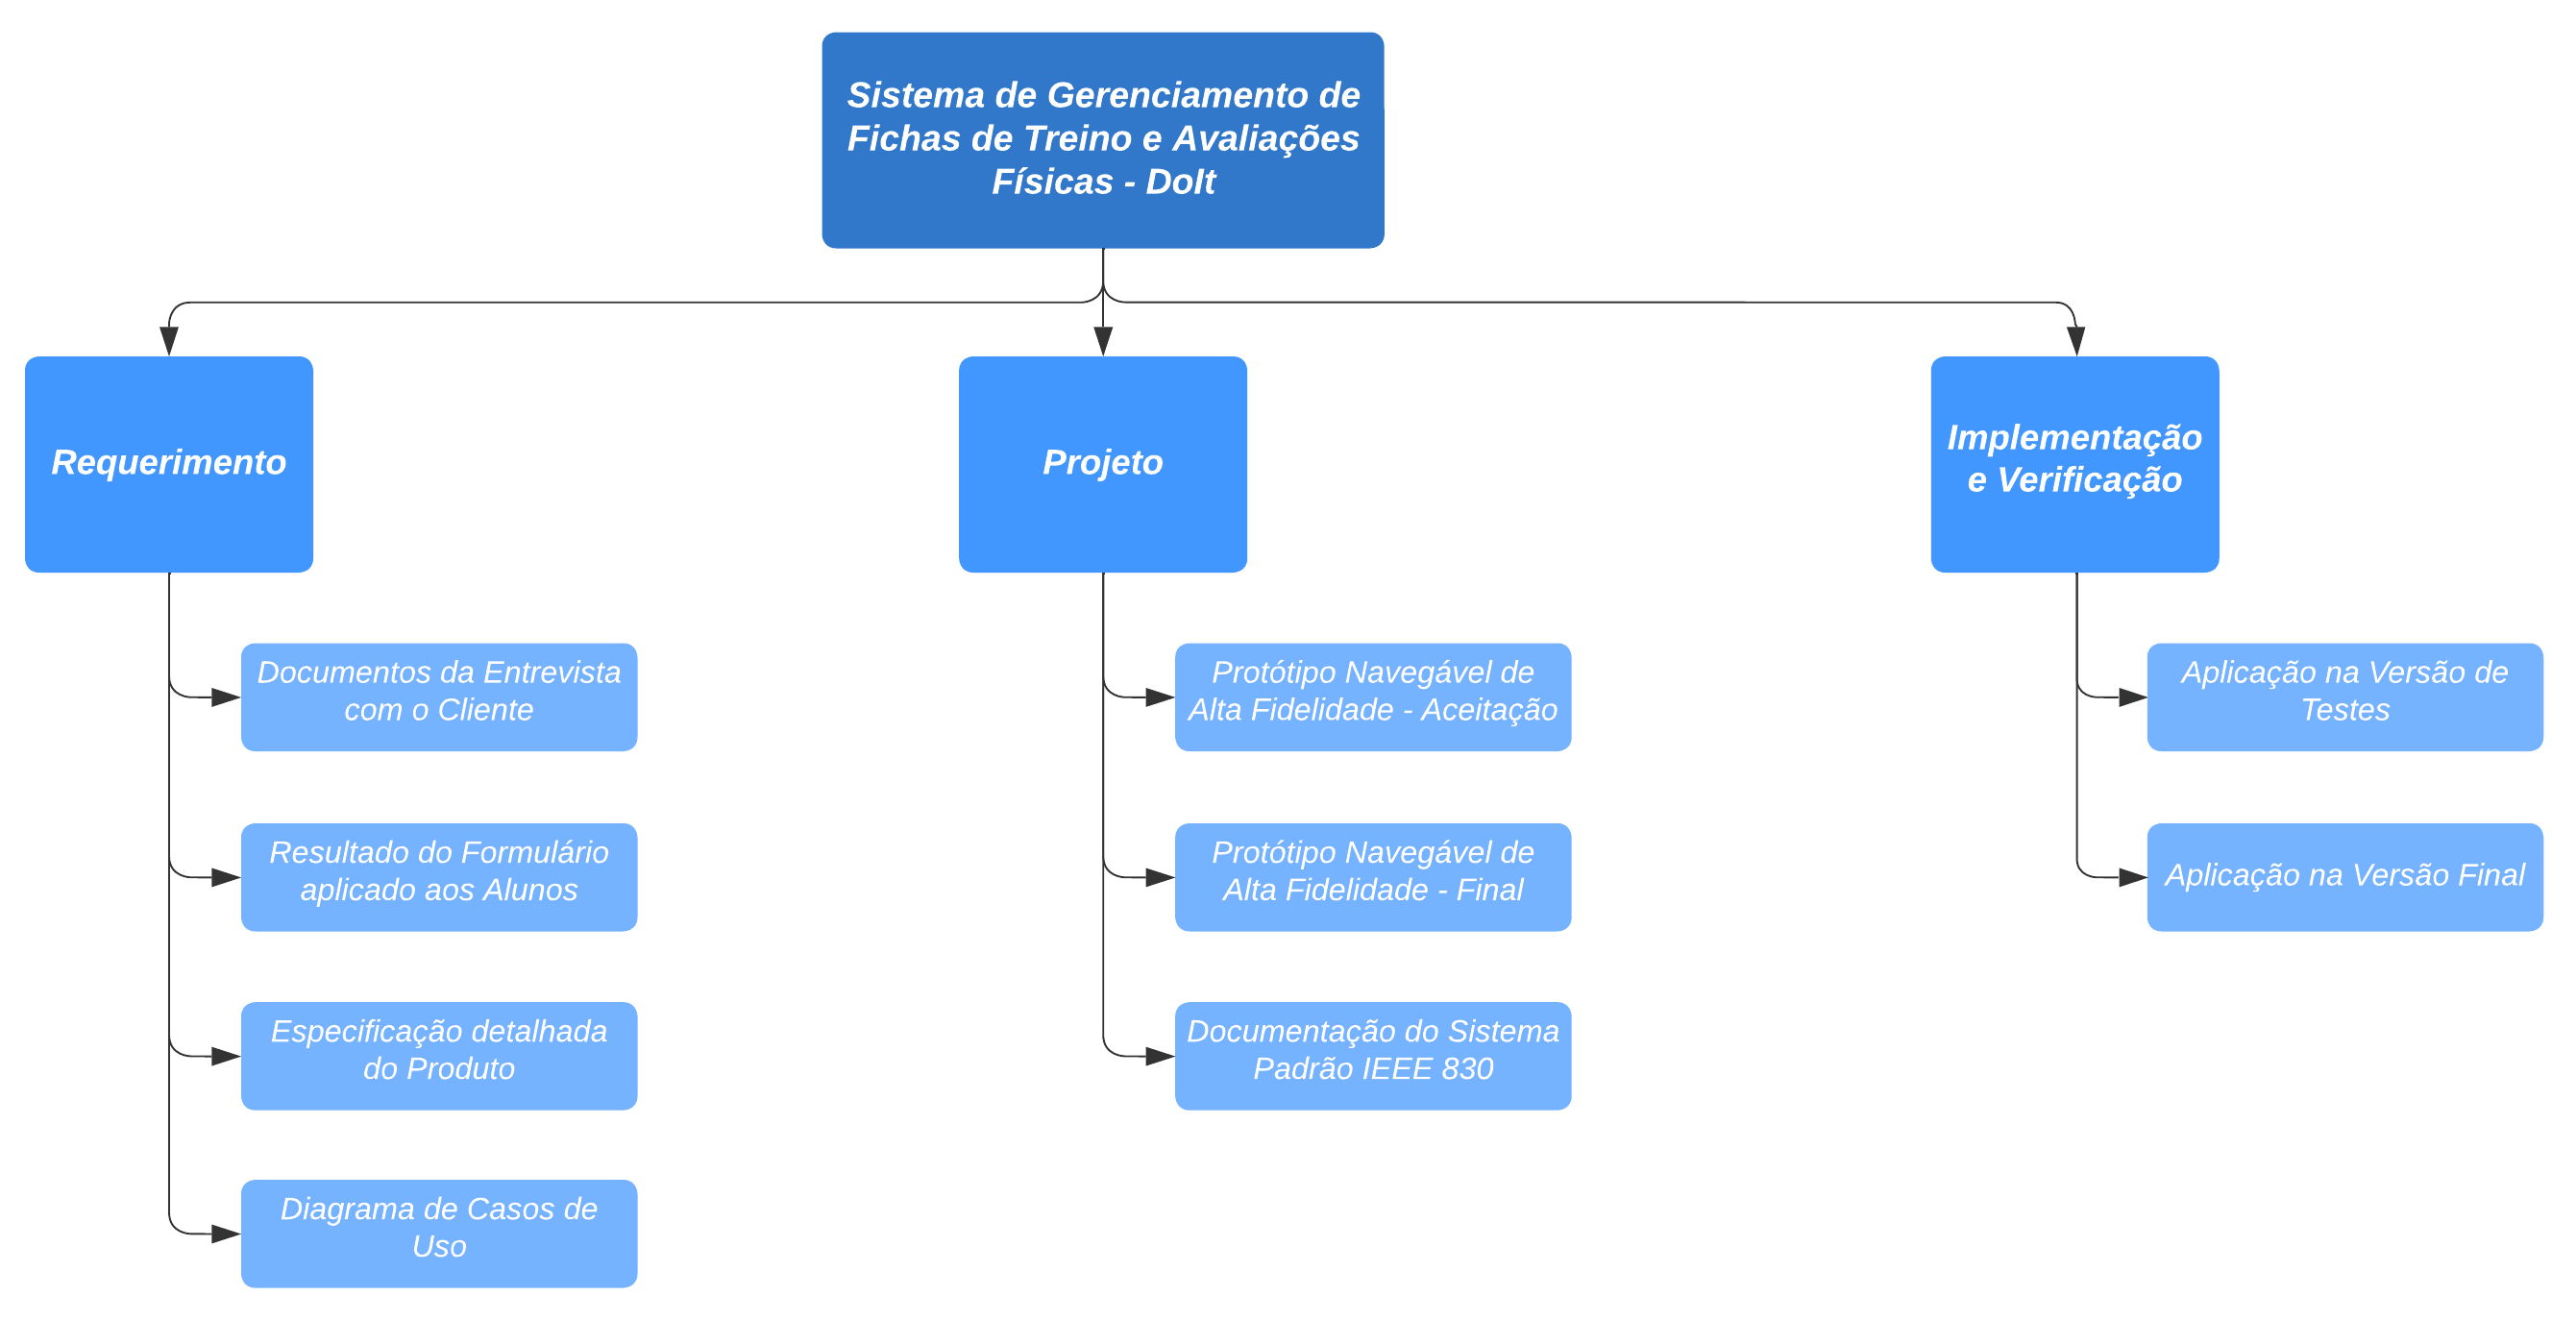 Sistema de Gerenciamento de
Fichas de Treino e Avaliações
Físicas - DoIt
Requerimento
Projeto
Implementação
e Verificação
Documentos da Entrevista
com o Cliente
Resultado do Formulário
aplicado aos Alunos
Especificação detalhada
do Produto
Diagrama de Casos de
Uso
Protótipo Navegável de
Alta Fidelidade - Aceitação
Protótipo Navegável de
Alta Fidelidade - Final
Documentação do Sistema
Padrão IEEE 830
Aplicação na Versão de
Testes
Aplicação na Versão Final